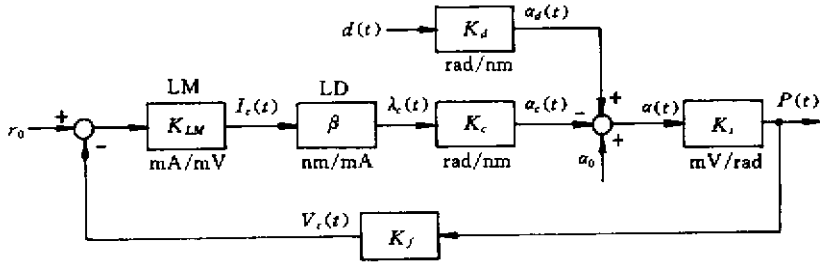 d(t)
K_d
α_d(t)
rad/nm
LM
I_c(t)
LD
λ_c(t)
α_c(t)
α(t)
P(t)
r_0
+
K_LM
β
K_c
-
+
+
K_s
-
mA/mV
nm/mA
rad/nm
α_0
mV/rad
V_c(t)
K_f